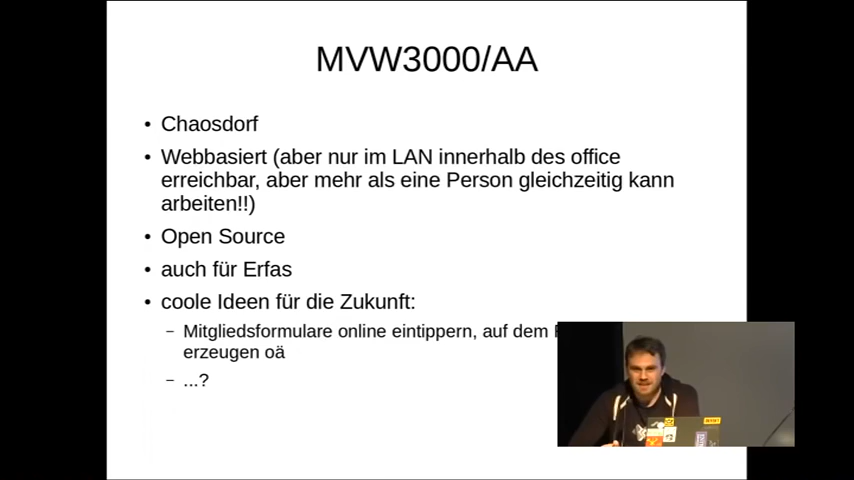 MVW3000/AA
• Chaosdorf
• Webbasiert (aber nur im LAN innerhalb des office
erreichbar, aber mehr als eine Person gleichzeitig kann
arbeiten!!)
• Open Source
• auch für Erfas
• coole Ideen für die Zukunft:
– Mitgliedsformulare online eintippern, auf dem
erzeugen oä
– ...?